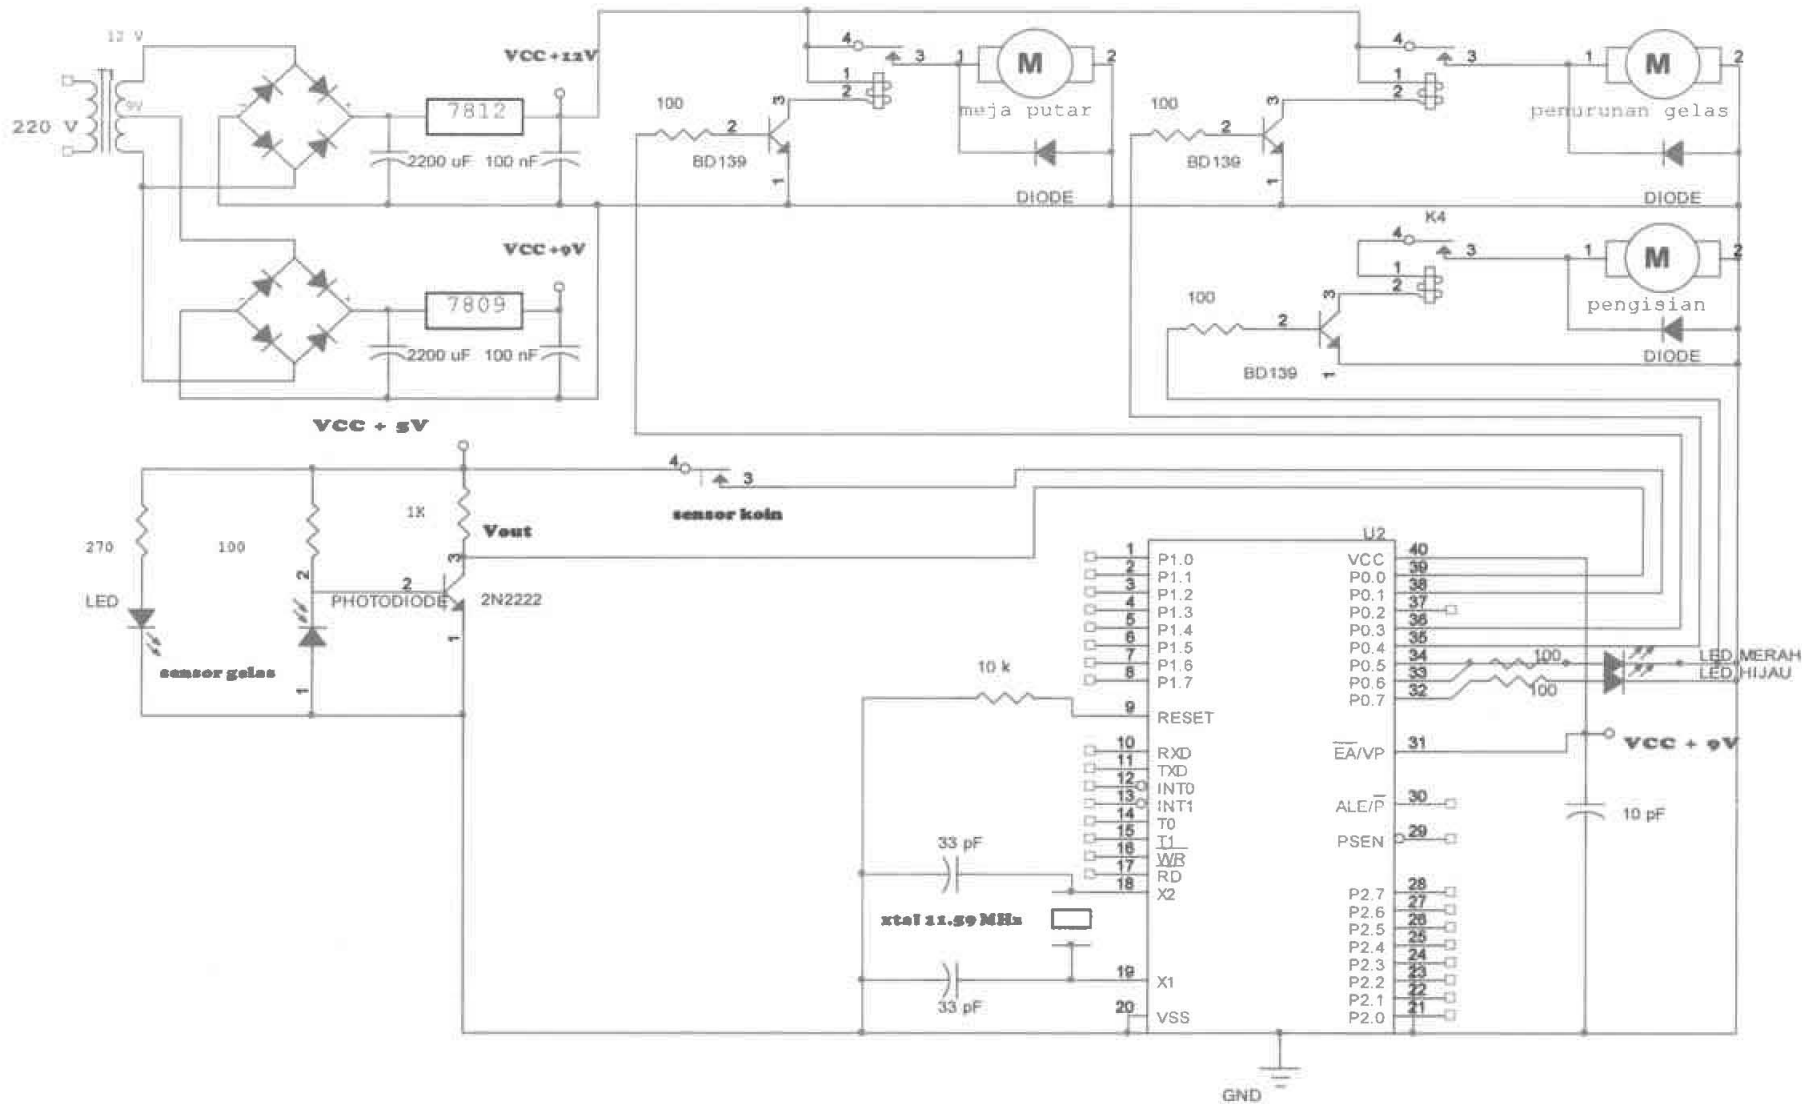 12 V
9V
220 V
7812
VCC +12V
2200 uF
100 nF
7809
VCC +9V
2200 uF
100 nF
100
2
3
1
BD139
4
1
2
3
1
M
2
meja putar
DIODE
100
2
3
1
BD139
4
1
2
3
1
M
2
penurunan gelas
DIODE
K4
4
1
2
3
1
M
2
pengisian
DIODE
100
2
3
1
BD139
VCC + 5V
270
LED
100
1K
Vout
3
2
2
PHOTODIODE
2N2222
1
1
sensor gelas
4
3
sensor koin
U2
1 P1.0
2 P1.1
3 P1.2
4 P1.3
5 P1.4
6 P1.5
7 P1.6
8 P1.7
9 RESET
10 RXD
11 TXD
12 INT0
13 INT1
14 T0
15 T1
16 WR
17 RD
18 X2
19 X1
20 VSS
VCC 40
P0.0 39
P0.1 38
P0.2 37
P0.3 36
P0.4 35
P0.5 34
P0.6 33
P0.7 32
EA/VP 31
ALE/P 30
PSEN 29
P2.7 28
P2.6 27
P2.5 26
P2.4 25
P2.3 24
P2.2 23
P2.1 22
P2.0 21
100
LED MERAH
100
LED HIJAU
VCC + 9V
10 pF
10 k
33 pF
xtal 11.59 MHz
33 pF
GND